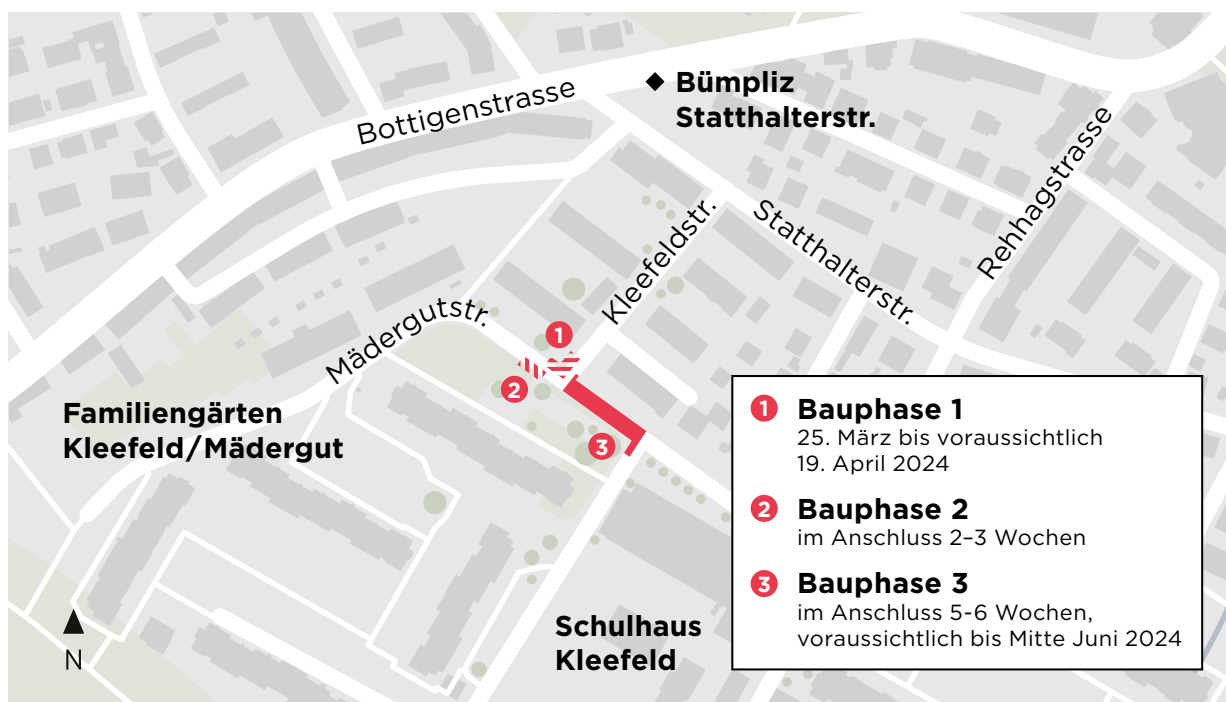 Bottigenstrasse
Bümpliz
Statthalterstr.
Rehhagstrasse
Kleefeldstr.
Statthalterstr.
Mädergutstr.
1
2
3
Familiengärten
Kleefeld/Mädergut
Schulhaus
Kleefeld
N
1 Bauphase 1
25. März bis voraussichtlich
19. April 2024
2 Bauphase 2
im Anschluss 2–3 Wochen
3 Bauphase 3
im Anschluss 5-6 Wochen,
voraussichtlich bis Mitte Juni 2024